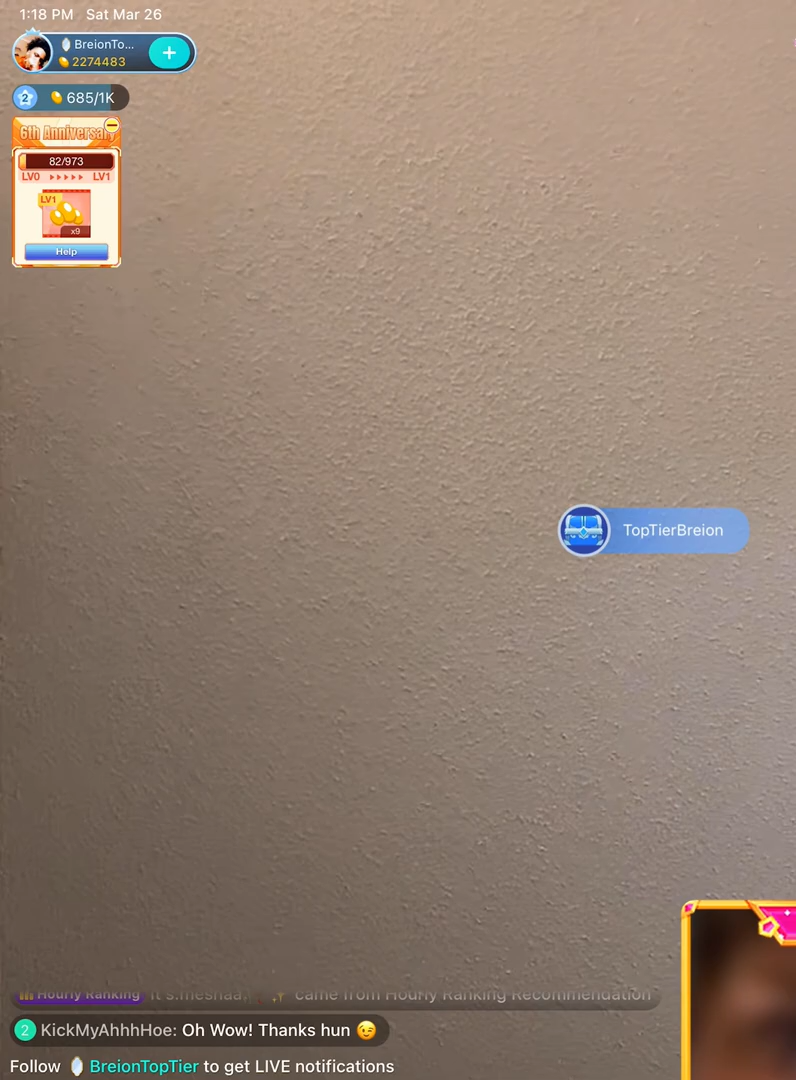 1:18 PM Sat Mar 26
BreionTo...
2274483
2 685/1K
6th Anniversary
82/973
LV0 LV1
LV1
x9
Help
TopTierBreion
Hourly Ranking came from Hourly Ranking Recommendation
2 KickMyAhhhHoe: Oh Wow! Thanks hun 😉
Follow BreionTopTier to get LIVE notifications